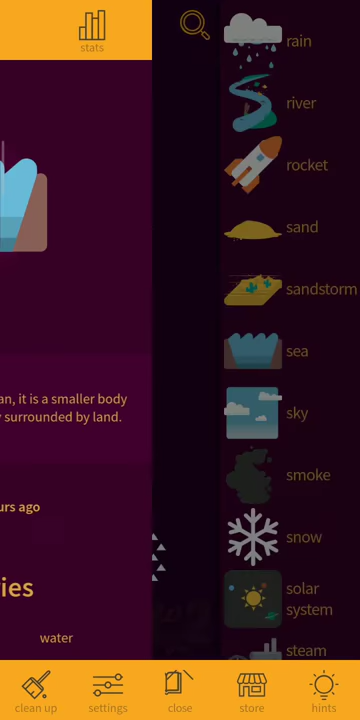 stats
rain
river
rocket
sand
sandstorm
sea
an, it is a smaller body
surrounded by land.
sky
smoke
urs ago
snow
ies
solar
system
water
steam
clean up
settings
close
store
hints